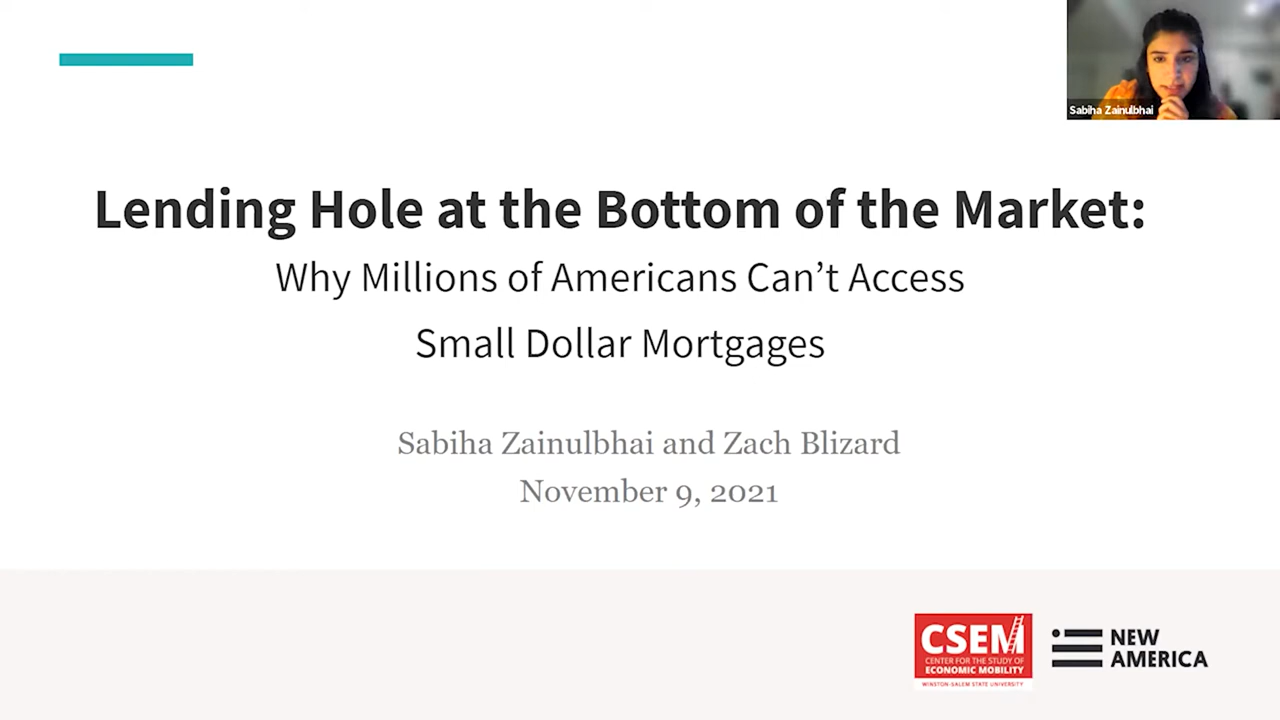 Sabiha Zainulbhai
Lending Hole at the Bottom of the Market:
Why Millions of Americans Can’t Access
Small Dollar Mortgages
Sabiha Zainulbhai and Zach Blizard
November 9, 2021
CSEM
CENTER FOR THE STUDY OF
ECONOMIC MOBILITY
WINSTON-SALEM STATE UNIVERSITY
NEW
AMERICA